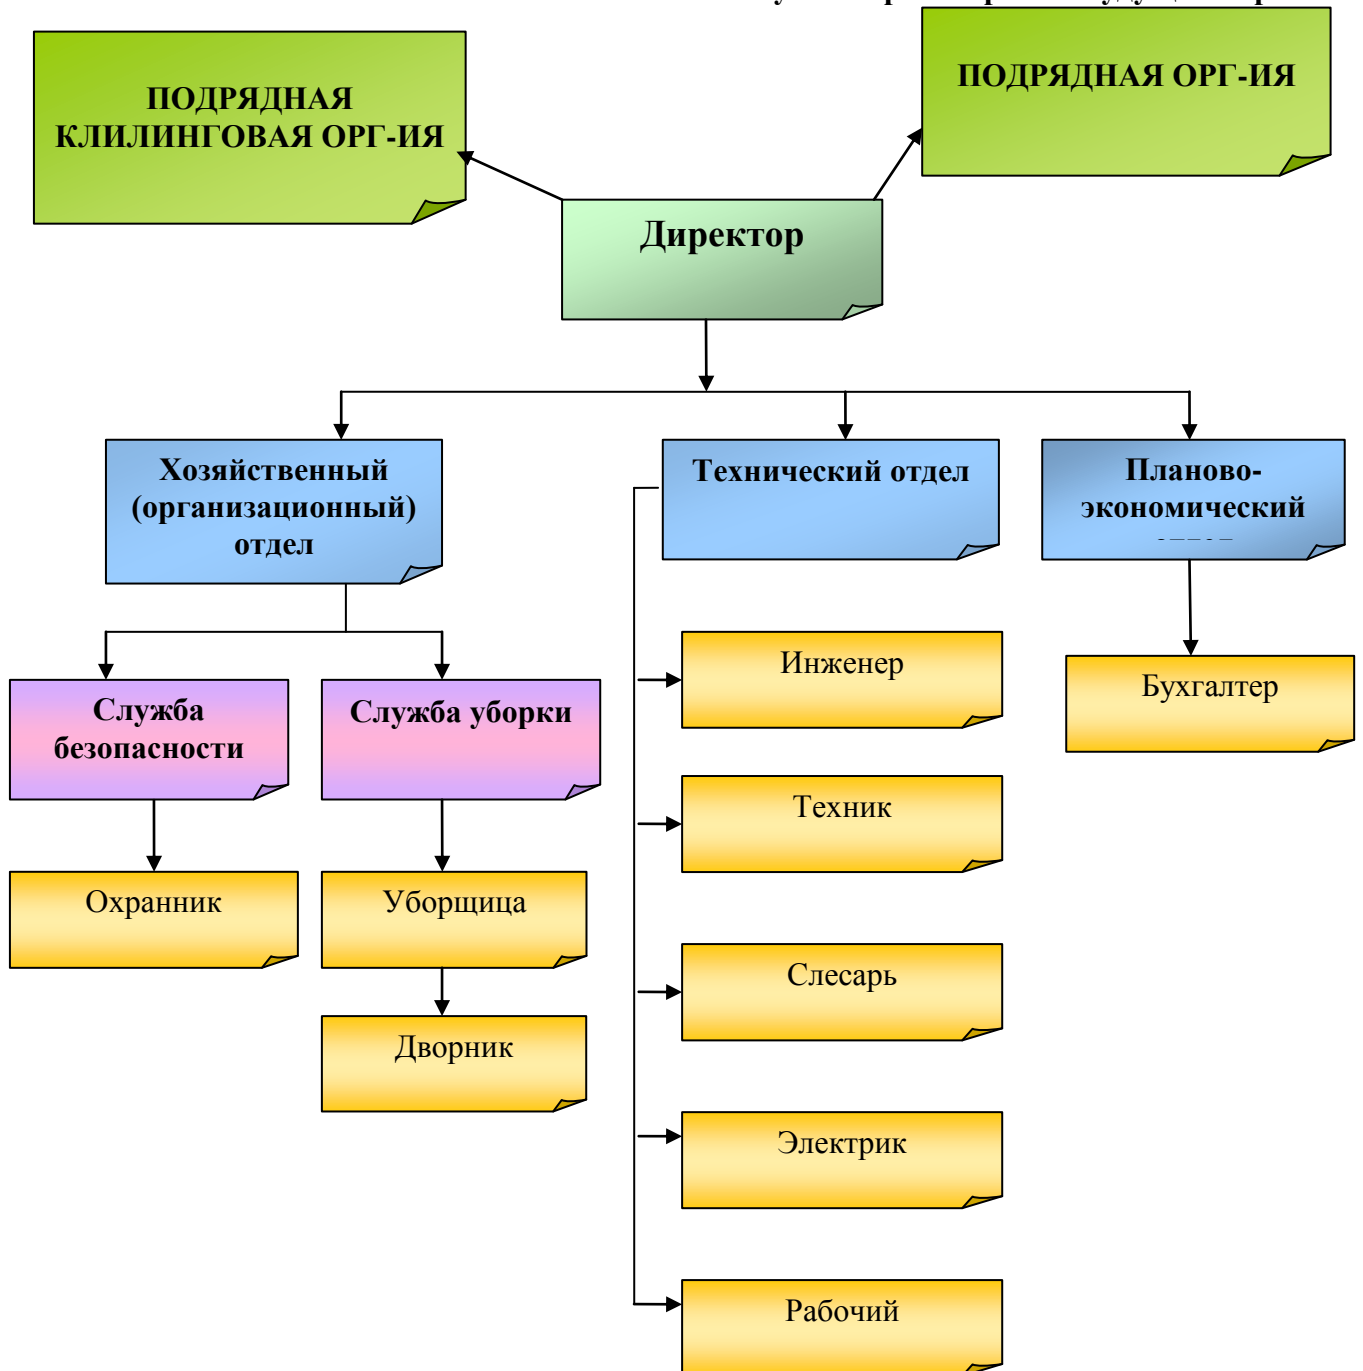 ПОДРЯДНАЯ
КЛИЛИНГОВАЯ ОРГ-ИЯ
ПОДРЯДНАЯ ОРГ-ИЯ
Директор
Хозяйственный
(организационный)
отдел
Технический отдел
Планово-
экономический
Служба
безопасности
Служба уборки
Инженер
Бухгалтер
Техник
Охранник
Уборщица
Слесарь
Дворник
Электрик
Рабочий